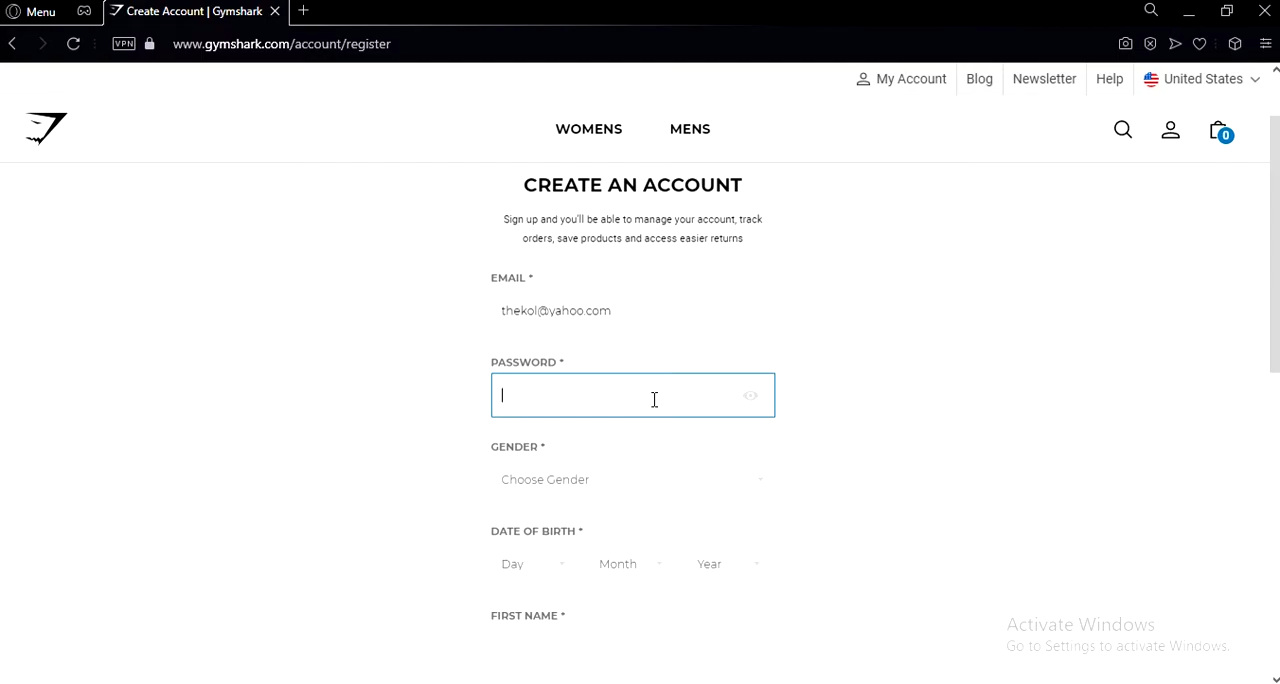 Menu
Create Account | Gymshark
VPN
www.gymshark.com/account/register
My Account
Blog
Newsletter
Help
United States
WOMENS
MENS
0
CREATE AN ACCOUNT
Sign up and you'll be able to manage your account, track
orders, save products and access easier returns
EMAIL *
thekol@yahoo.com
PASSWORD *
GENDER *
Choose Gender
DATE OF BIRTH *
Day
Month
Year
FIRST NAME *
Activate Windows
Go to Settings to activate Windows.